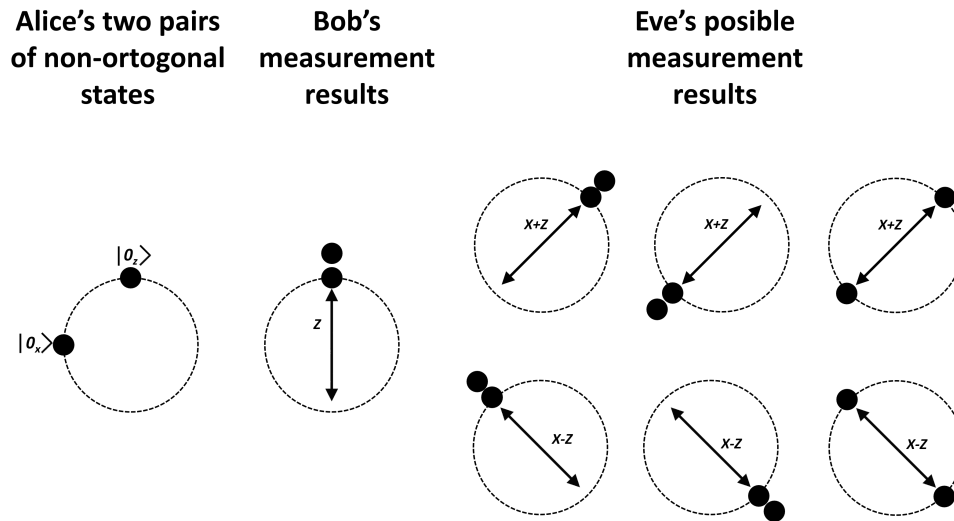 Alice's two pairs
of non-ortogonal
states
Bob's
measurement
results
Eve's posible
measurement
results
|0z⟩
|0x⟩
Z
X+Z
X+Z
X+Z
X-Z
X-Z
X-Z